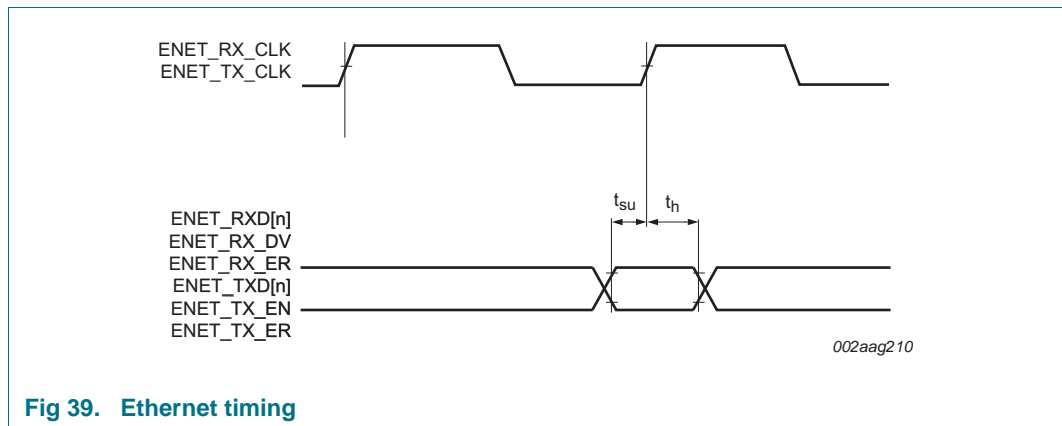 ENET_RX_CLK
ENET_TX_CLK
tsu
th
ENET_RXD[n]
ENET_RX_DV
ENET_RX_ER
ENET_TXD[n]
ENET_TX_EN
ENET_TX_ER
002aag210
Fig 39. Ethernet timing